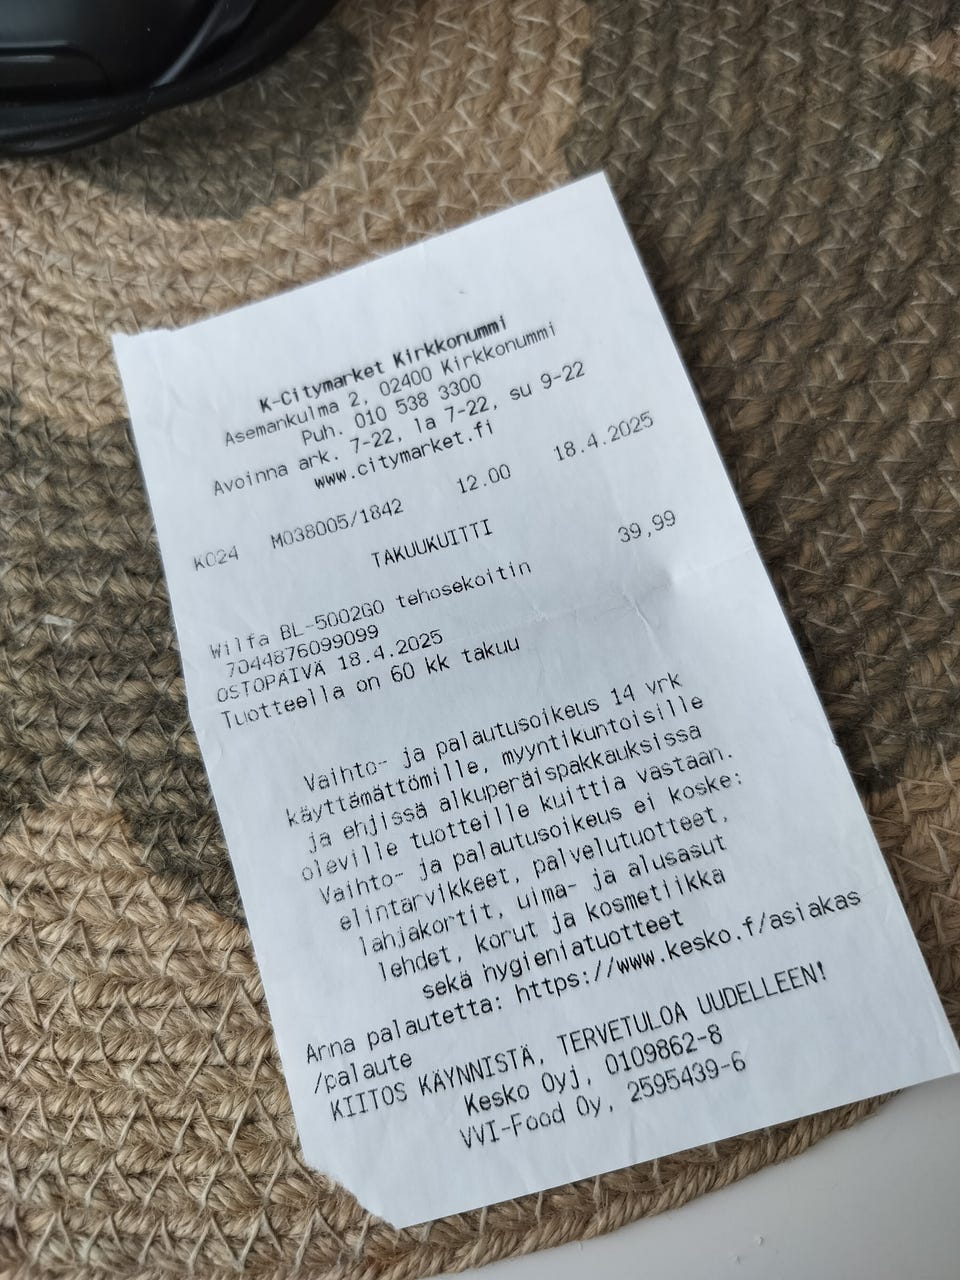 K-Citymarket Kirkkonummi
Asemankulma 2, 02400 Kirkkonummi
Puh. 010 538 3300
Avoinna ark. 7-22, la 7-22, su 9-22
www.citymarket.fi
K024 M038005/1842 12.00 18.4.2025
TAKUUKUITTI
Wilfa BL-5002GO tehosekoitin 39,99
7044876099099
OSTOPÄIVÄ 18.4.2025
Tuotteella on 60 kk takuu
Vaihto- ja palautusoikeus 14 vrk
käyttämättömille, myyntikuntoisille
ja ehjissä alkuperäispakkauksissa
oleville tuotteille kuittia vastaan.
Vaihto- ja palautusoikeus ei koske:
elintarvikkeet, palvelutuotteet,
lahjakortit, uima- ja alusasut
lehdet, korut ja kosmetiikka
sekä hygieniatuotteet
Anna palautetta: https://www.kesko.f/asiakas
/palaute
KIITOS KÄYNNISTÄ, TERVETULOA UUDELLEEN!
Kesko Oyj, 0109862-8
VVI-Food Oy, 2595439-6